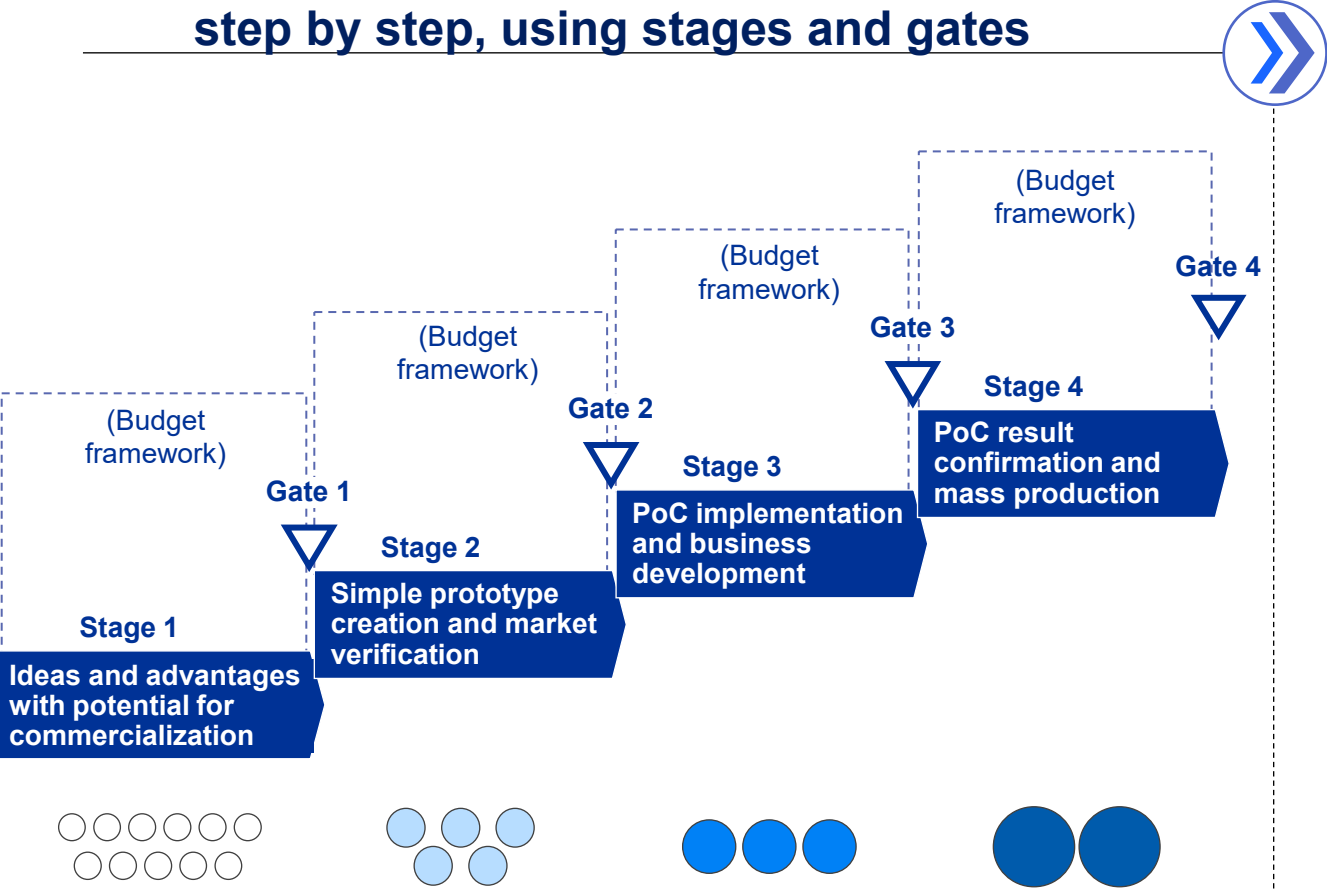 step by step, using stages and gates
(Budget
framework)
Gate 1
Stage 1
Ideas and advantages
with potential for
commercialization
(Budget
framework)
Gate 2
Stage 2
Simple prototype
creation and market
verification
(Budget
framework)
Gate 3
Stage 3
PoC implementation
and business
development
(Budget
framework)
Gate 4
Stage 4
PoC result
confirmation and
mass production